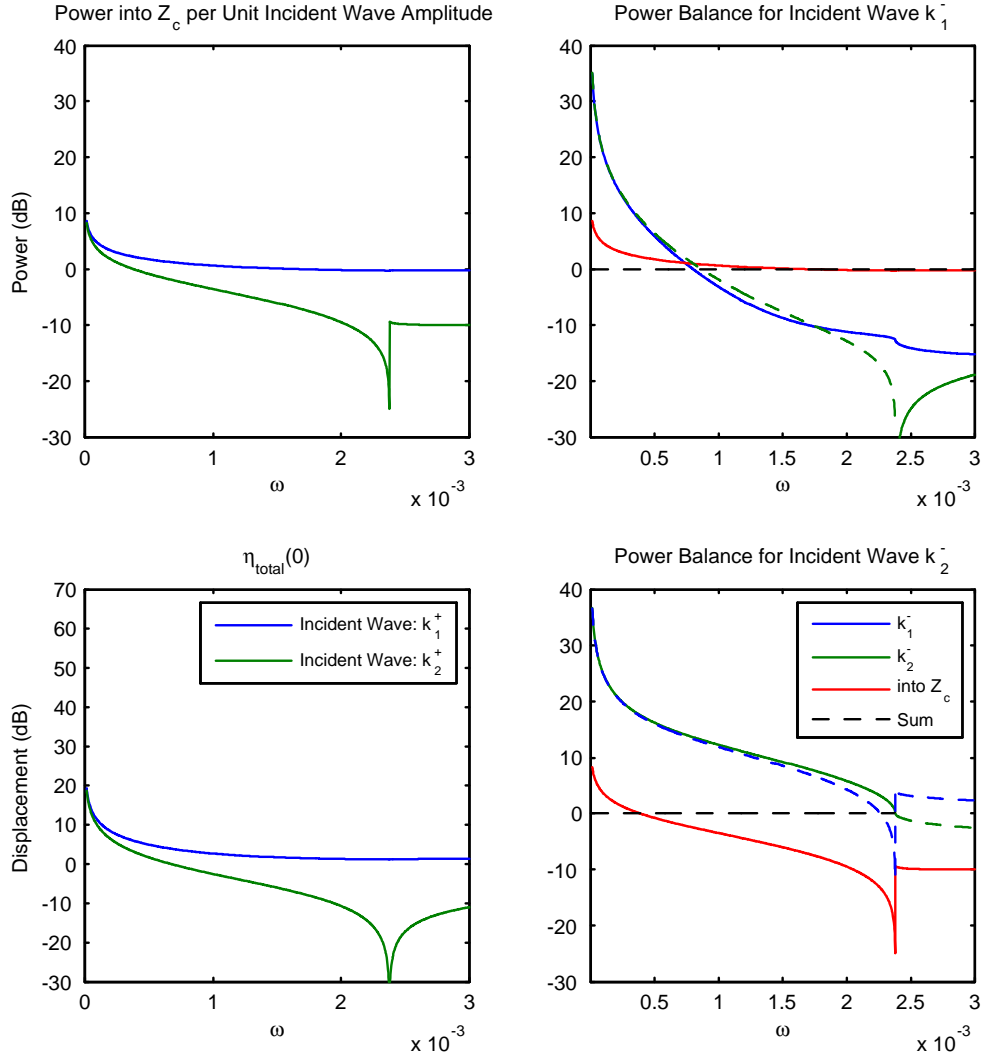 Power into Z_c per Unit Incident Wave Amplitude
Power (dB)
40
30
20
10
0
-10
-20
-30
0
1
2
3
ω
x 10^-3
Power Balance for Incident Wave k_1^-
40
30
20
10
0
-10
-20
-30
0.5
1
1.5
2
2.5
3
ω
x 10^-3
η_total(0)
Displacement (dB)
70
60
50
40
30
20
10
0
-10
-20
-30
Incident Wave: k_1^+
Incident Wave: k_2^+
0
1
2
3
ω
x 10^-3
Power Balance for Incident Wave k_2^-
40
30
20
10
0
-10
-20
-30
k_1^-
k_2^-
into Z_c
Sum
0.5
1
1.5
2
2.5
3
ω
x 10^-3